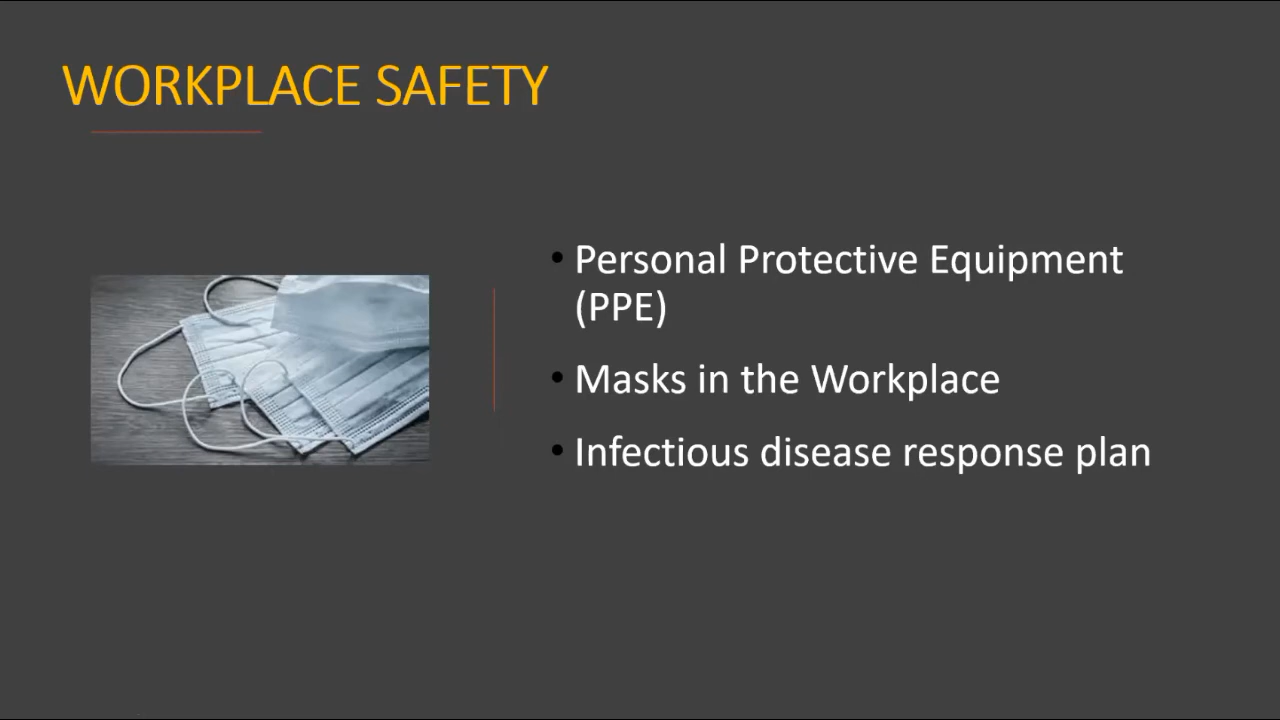 WORKPLACE SAFETY
• Personal Protective Equipment
(PPE)
• Masks in the Workplace
• Infectious disease response plan